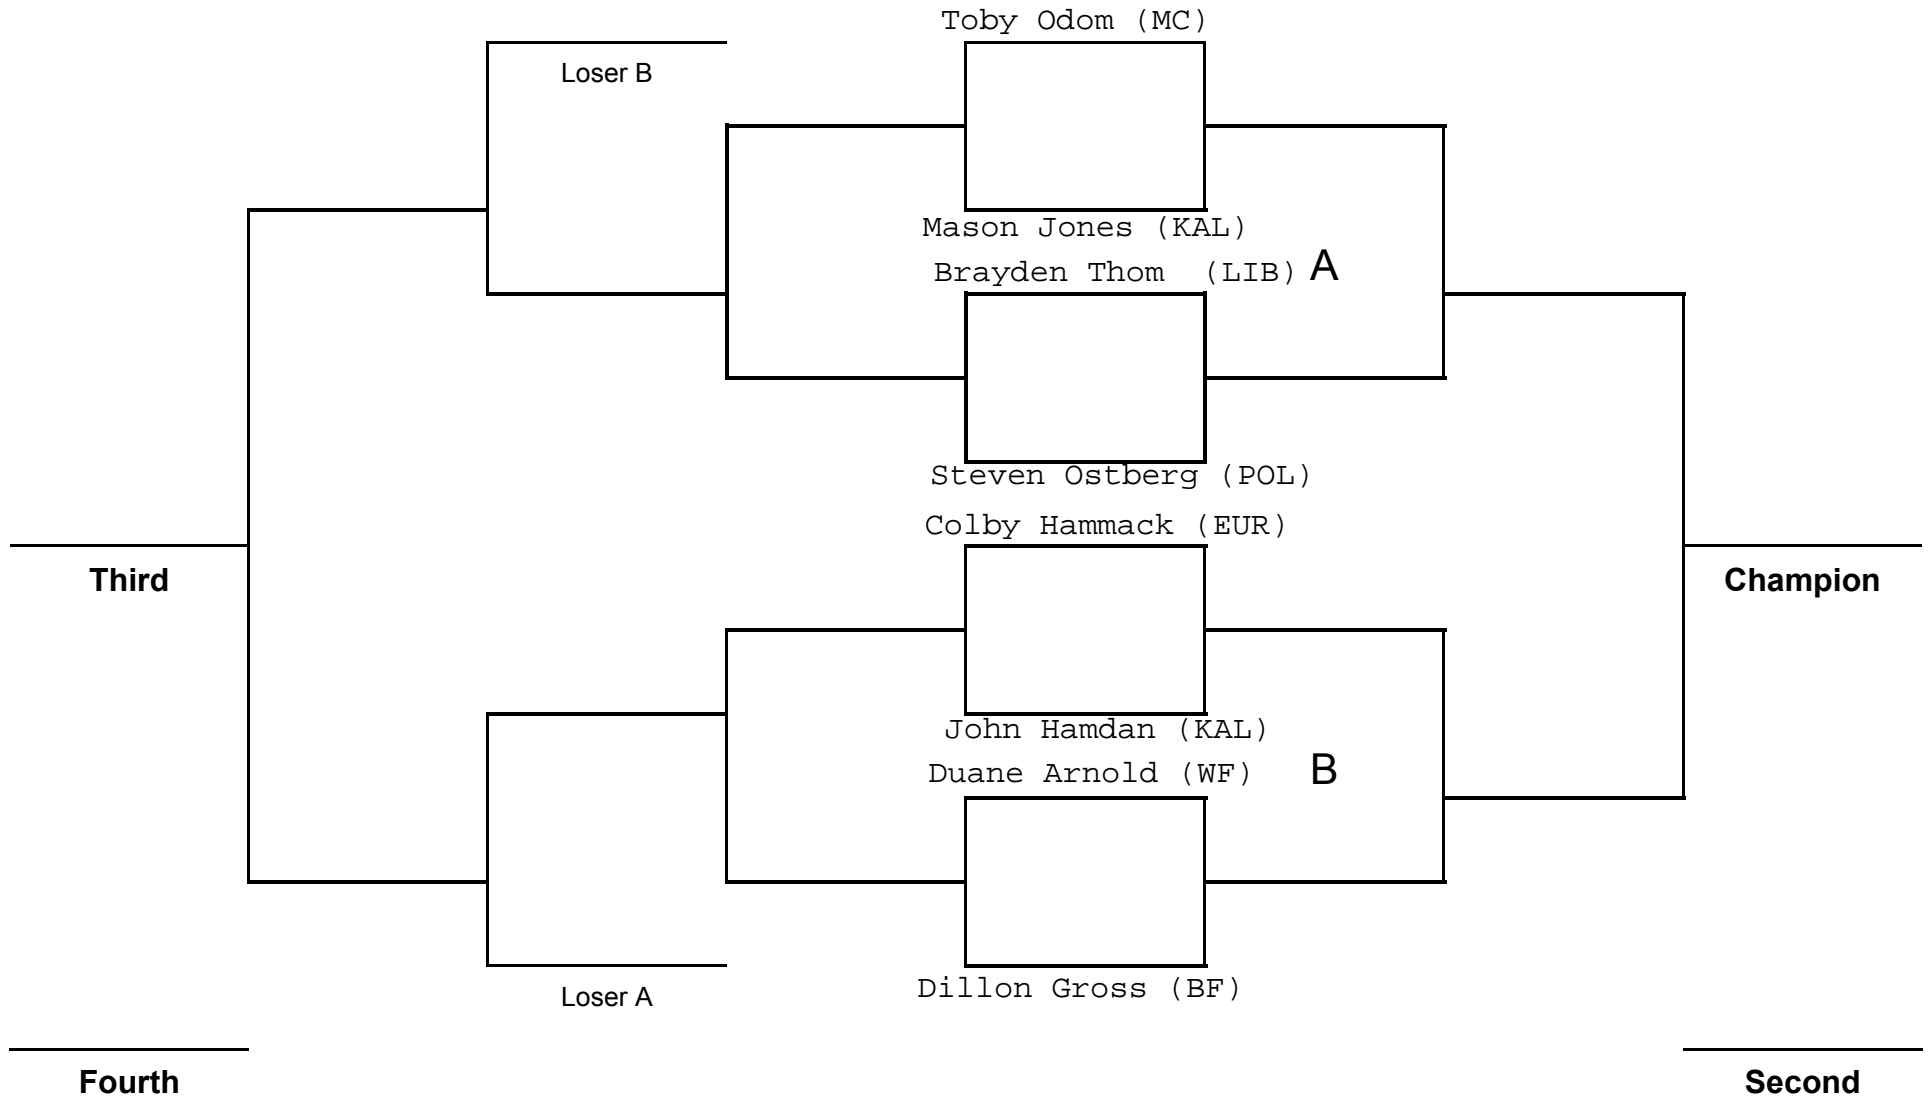 Toby Odom (MC)
Loser B
Mason Jones (KAL)
Brayden Thom (LIB) A
Steven Ostberg (POL)
Colby Hammack (EUR)
Third
Champion
John Hamdan (KAL)
Duane Arnold (WF) B
Dillon Gross (BF)
Loser A
Fourth
Second